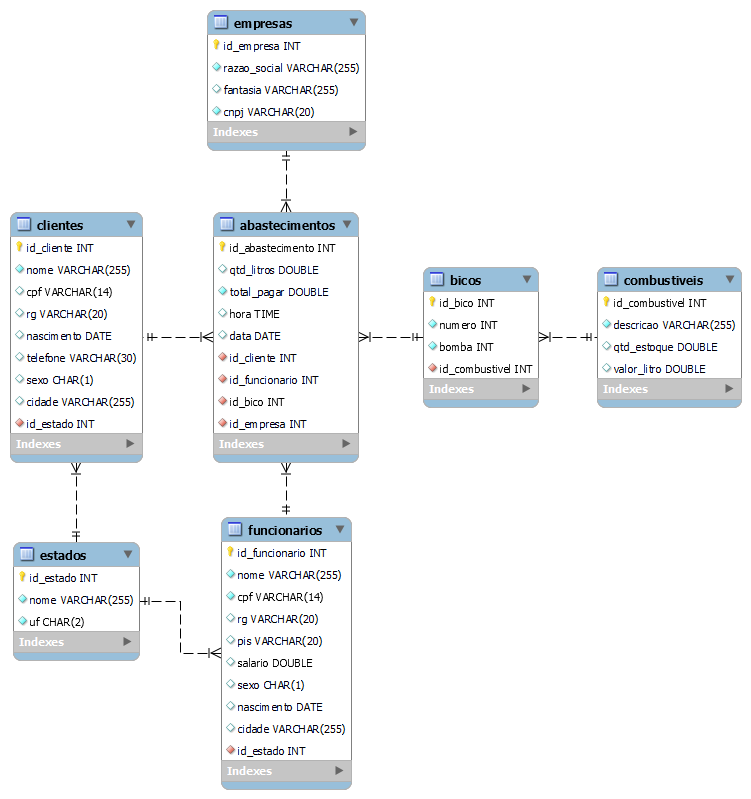 empresas
id_empresa INT
razao_social VARCHAR(255)
fantasia VARCHAR(255)
cnpj VARCHAR(20)
Indexes
clientes
id_cliente INT
nome VARCHAR(255)
cpf VARCHAR(14)
rg VARCHAR(20)
nascimento DATE
telefone VARCHAR(30)
sexo CHAR(1)
cidade VARCHAR(255)
id_estado INT
Indexes
abastecimentos
id_abastecimento INT
qtd_litros DOUBLE
total_pagar DOUBLE
hora TIME
data DATE
id_cliente INT
id_funcionario INT
id_bico INT
id_empresa INT
Indexes
bicos
id_bico INT
numero INT
bomba INT
id_combustivel INT
Indexes
combustiveis
id_combustivel INT
descricao VARCHAR(255)
qtd_estoque DOUBLE
valor_litro DOUBLE
Indexes
estados
id_estado INT
nome VARCHAR(255)
uf CHAR(2)
Indexes
funcionarios
id_funcionario INT
nome VARCHAR(255)
cpf VARCHAR(14)
rg VARCHAR(20)
pis VARCHAR(20)
salario DOUBLE
sexo CHAR(1)
nascimento DATE
cidade VARCHAR(255)
id_estado INT
Indexes